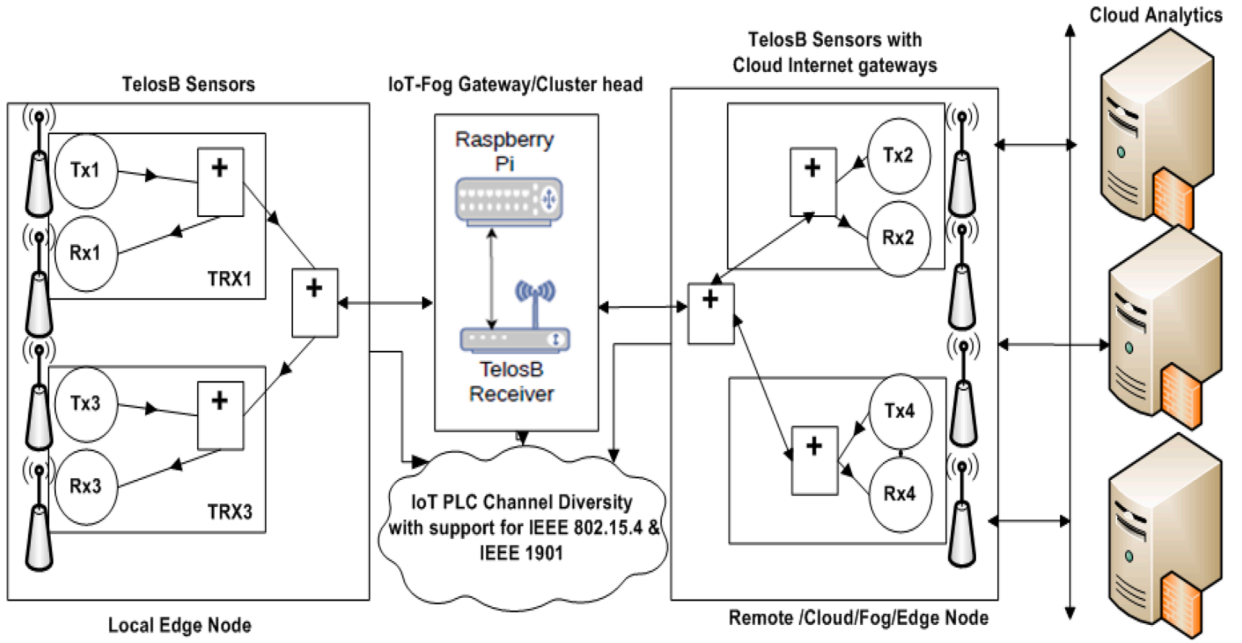 Cloud Analytics
TelosB Sensors with
Cloud Internet gateways
TelosB Sensors
IoT-Fog Gateway/Cluster head
Tx1
+
Rx1
TRX1
+
Tx3
+
Rx3
TRX3
Local Edge Node
Raspberry
Pi
TelosB
Receiver
IoT PLC Channel Diversity
with support for IEEE 802.15.4 &
IEEE 1901
+
Tx2
+
Rx2
Tx4
+
Rx4
Remote /Cloud/Fog/Edge Node